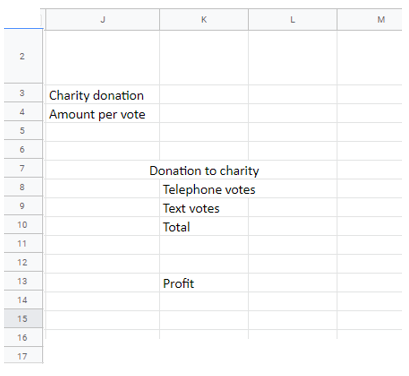 J K L M
2
3 Charity donation
4 Amount per vote
5
6
7 Donation to charity
8 Telephone votes
9 Text votes
10 Total
11
12
13 Profit
14
15
16
17